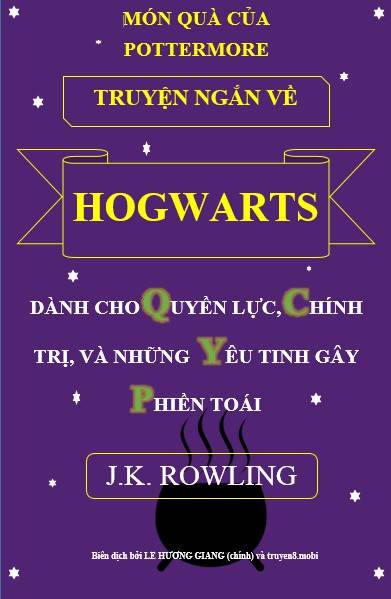 MÓN QUÀ CỦA
POTTERMORE
TRUYỆN NGẮN VỀ
HOGWARTS
DÀNH CHO QUYỀN LỰC, CHÍNH
TRỊ, VÀ NHỮNG YÊU TINH GÂY
PHIỀN TOÁI
J.K. ROWLING
Biên dịch bởi LE HƯƠNG GIANG (chính) và truyen8.mobi